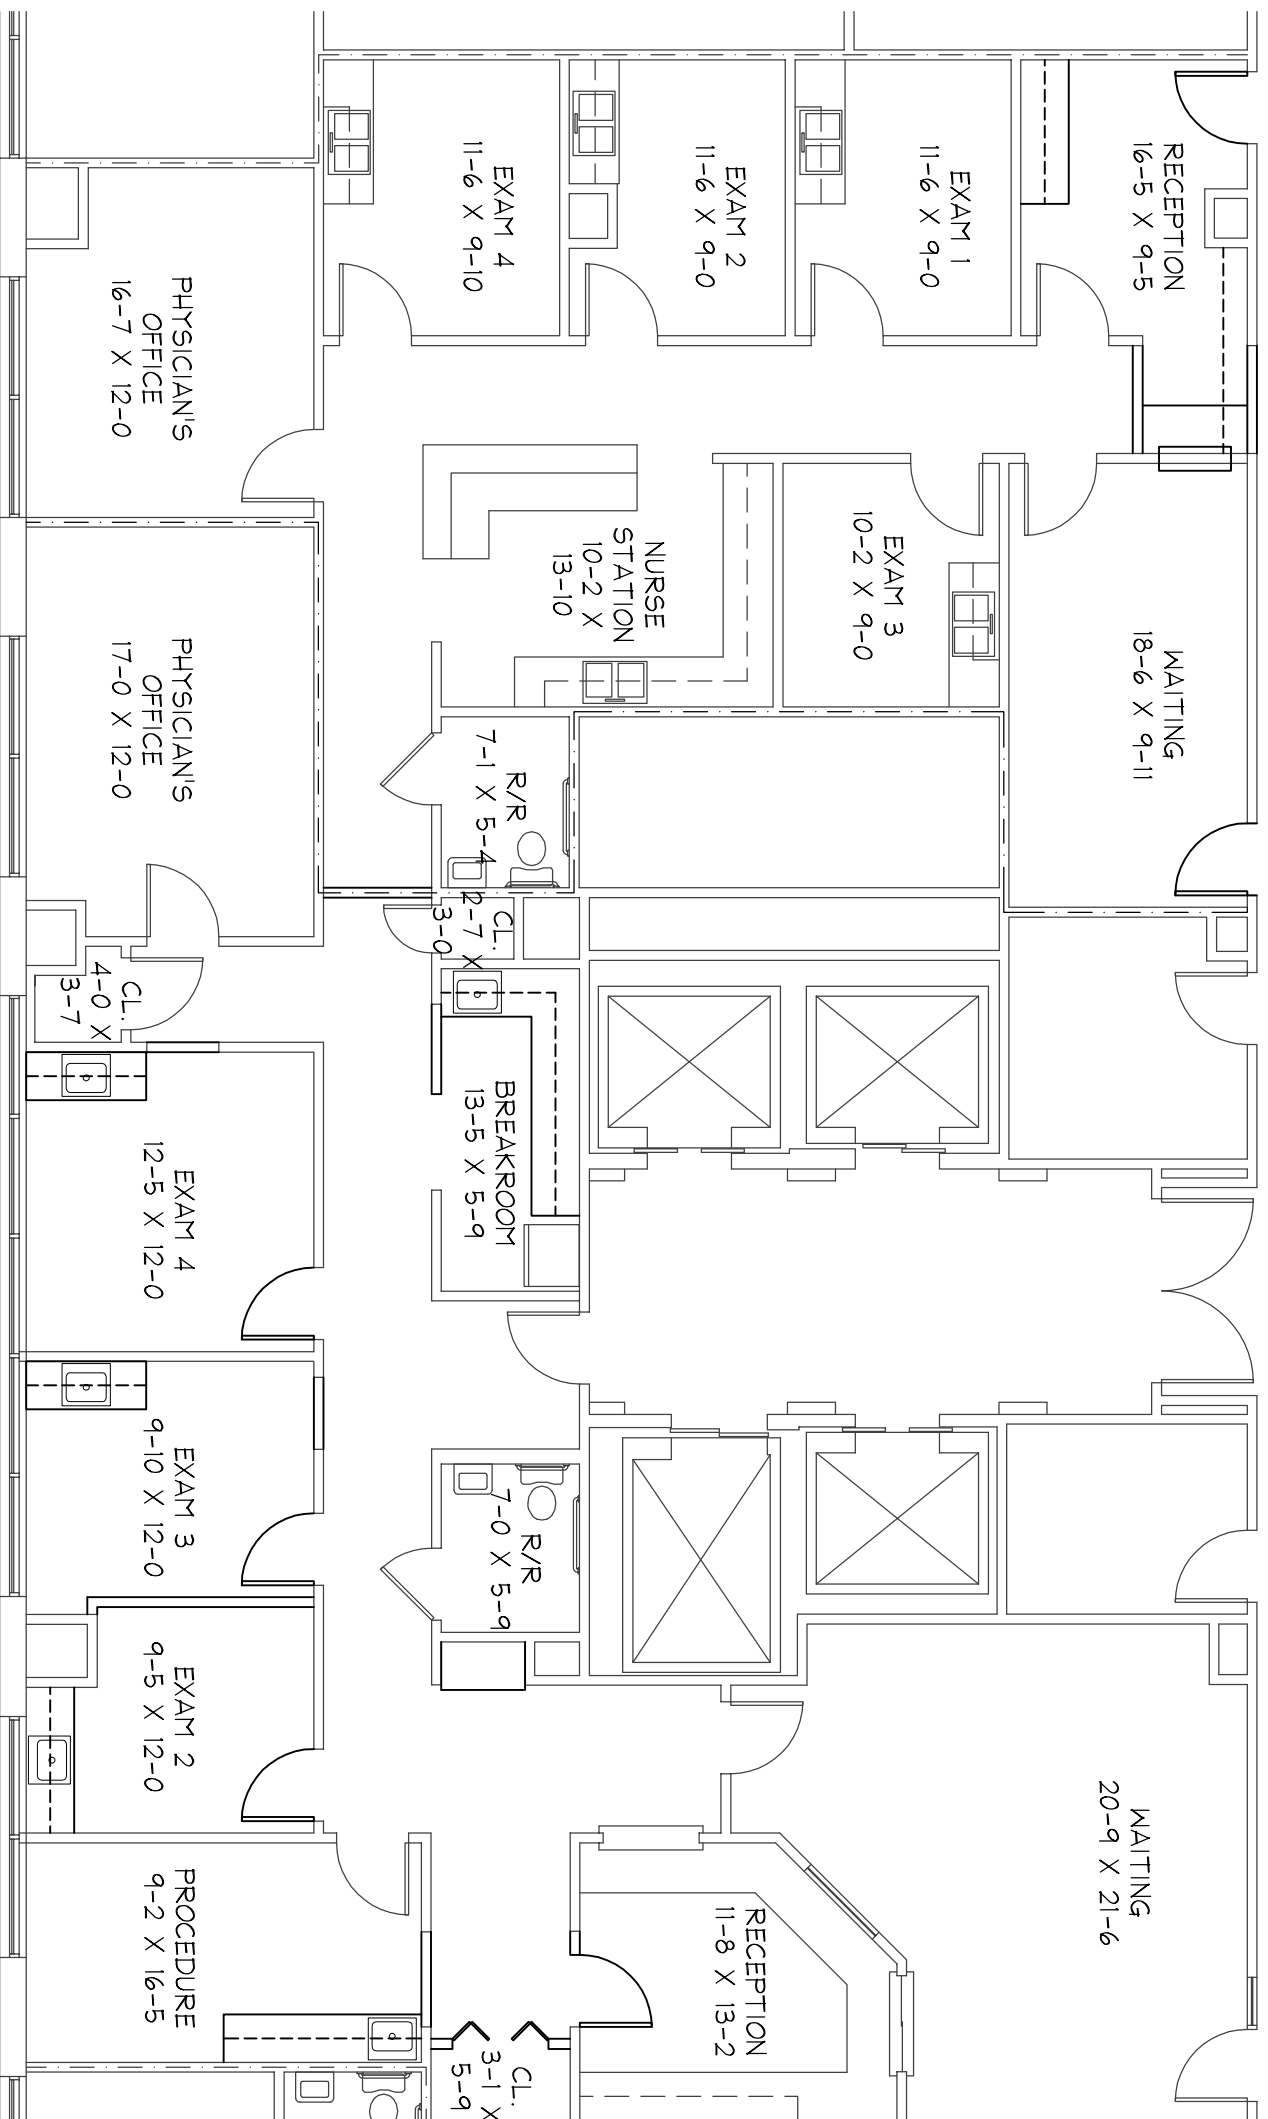 RECEPTION
16-5 X 9-5
EXAM 1
11-6 X 9-0
EXAM 2
11-6 X 9-0
EXAM 4
11-6 X 9-10
PHYSICIAN'S
OFFICE
16-7 X 12-0
WAITING
18-6 X 9-11
EXAM 3
10-2 X 9-0
NURSE
STATION
10-2 X
13-10
PHYSICIAN'S
OFFICE
17-0 X 12-0
R/R
7-1 X 5-4
CL.
2-7 X
3-0
CL.
4-0 X
3-7
BREAKROOM
13-5 X 5-9
EXAM 4
12-5 X 12-0
EXAM 3
9-10 X 12-0
R/R
7-0 X 5-9
EXAM 2
9-5 X 12-0
WAITING
20-9 X 21-6
RECEPTION
11-8 X 13-2
PROCEDURE
9-2 X 16-5
CL.
3-1 X
5-9